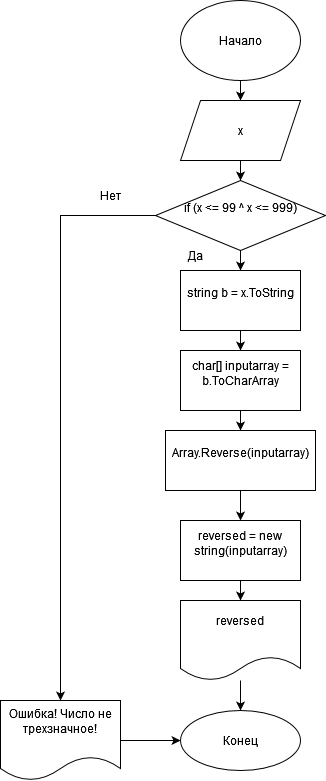 Начало
x
if (x <= 99 ^ x <= 999)
Нет
Да
string b = x.ToString
char[] inputarray =
b.ToCharArray
Array.Reverse(inputarray)
reversed = new
string(inputarray)
reversed
Ошибка! Число не
трехзначное!
Конец